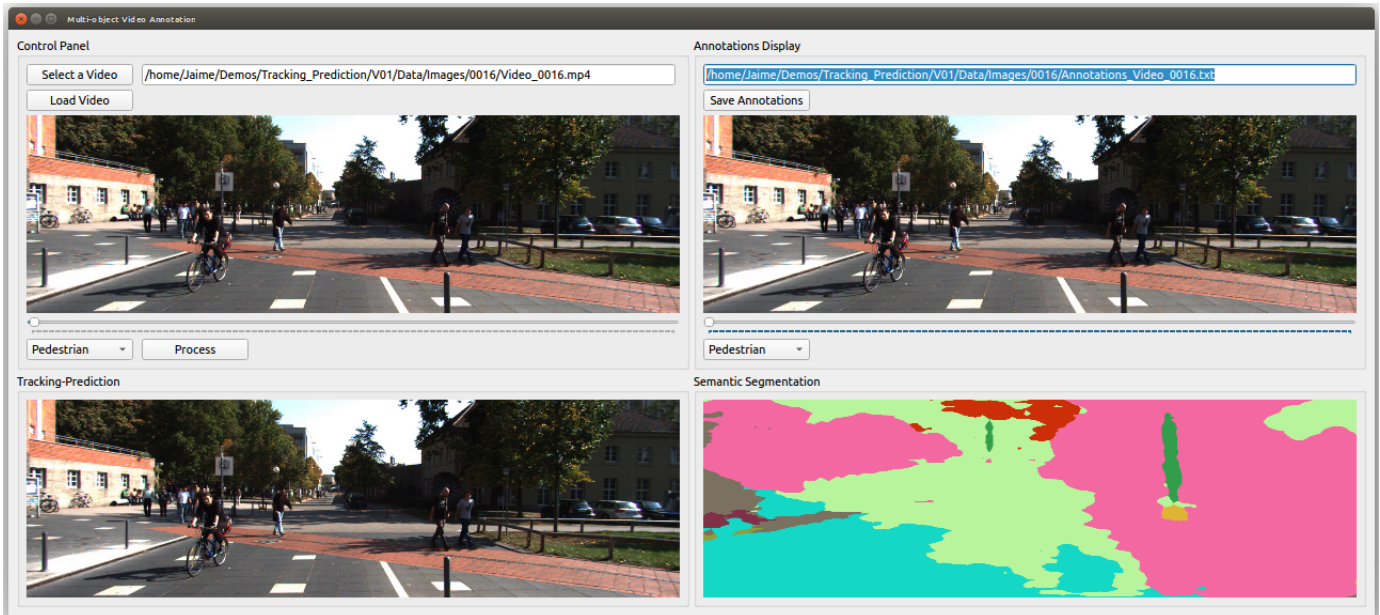 Multi-object Video Annotation
Control Panel
Select a Video
/home/Jaime/Demos/Tracking_Prediction/V01/Data/Images/0016/Video_0016.mp4
Load Video
Pedestrian
Process
Annotations Display
/home/Jaime/Demos/Tracking_Prediction/V01/Data/Images/0016/Annotations_Video_0016.txt
Save Annotations
Pedestrian
Tracking-Prediction
Semantic Segmentation